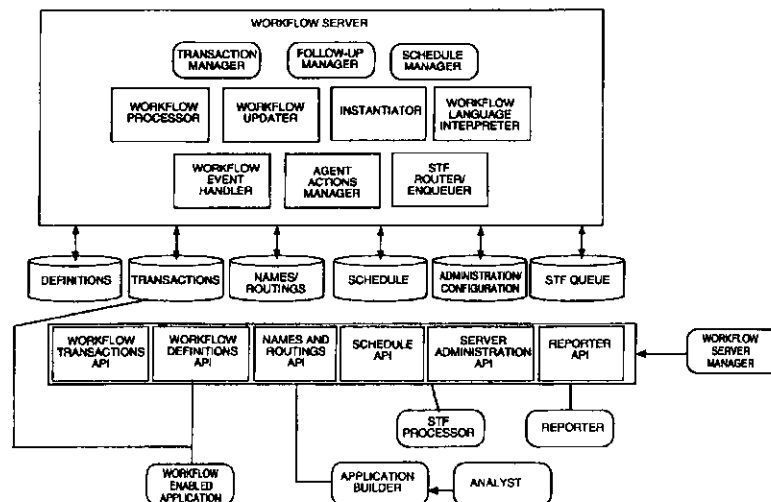 WORKFLOW SERVER
TRANSACTION
MANAGER
FOLLOW-UP
MANAGER
SCHEDULE
MANAGER
WORKFLOW
PROCESSOR
WORKFLOW
UPDATER
INSTANTIATOR
WORKFLOW
LANGUAGE
INTERPRETER
WORKFLOW
EVENT
HANDLER
AGENT
ACTIONS
MANAGER
STF
ROUTER/
ENQUEUER
DEFINITIONS
TRANSACTIONS
NAMES/
ROUTINGS
SCHEDULE
ADMINISTRATION/
CONFIGURATION
STF QUEUE
WORKFLOW
TRANSACTIONS
API
WORKFLOW
DEFINITIONS
API
NAMES AND
ROUTINGS API
SCHEDULE
API
SERVER
ADMINISTRATION
API
REPORTER
API
WORKFLOW
SERVER
MANAGER
STF
PROCESSOR
REPORTER
WORKFLOW
ENABLED
APPLICATION
APPLICATION
BUILDER
ANALYST